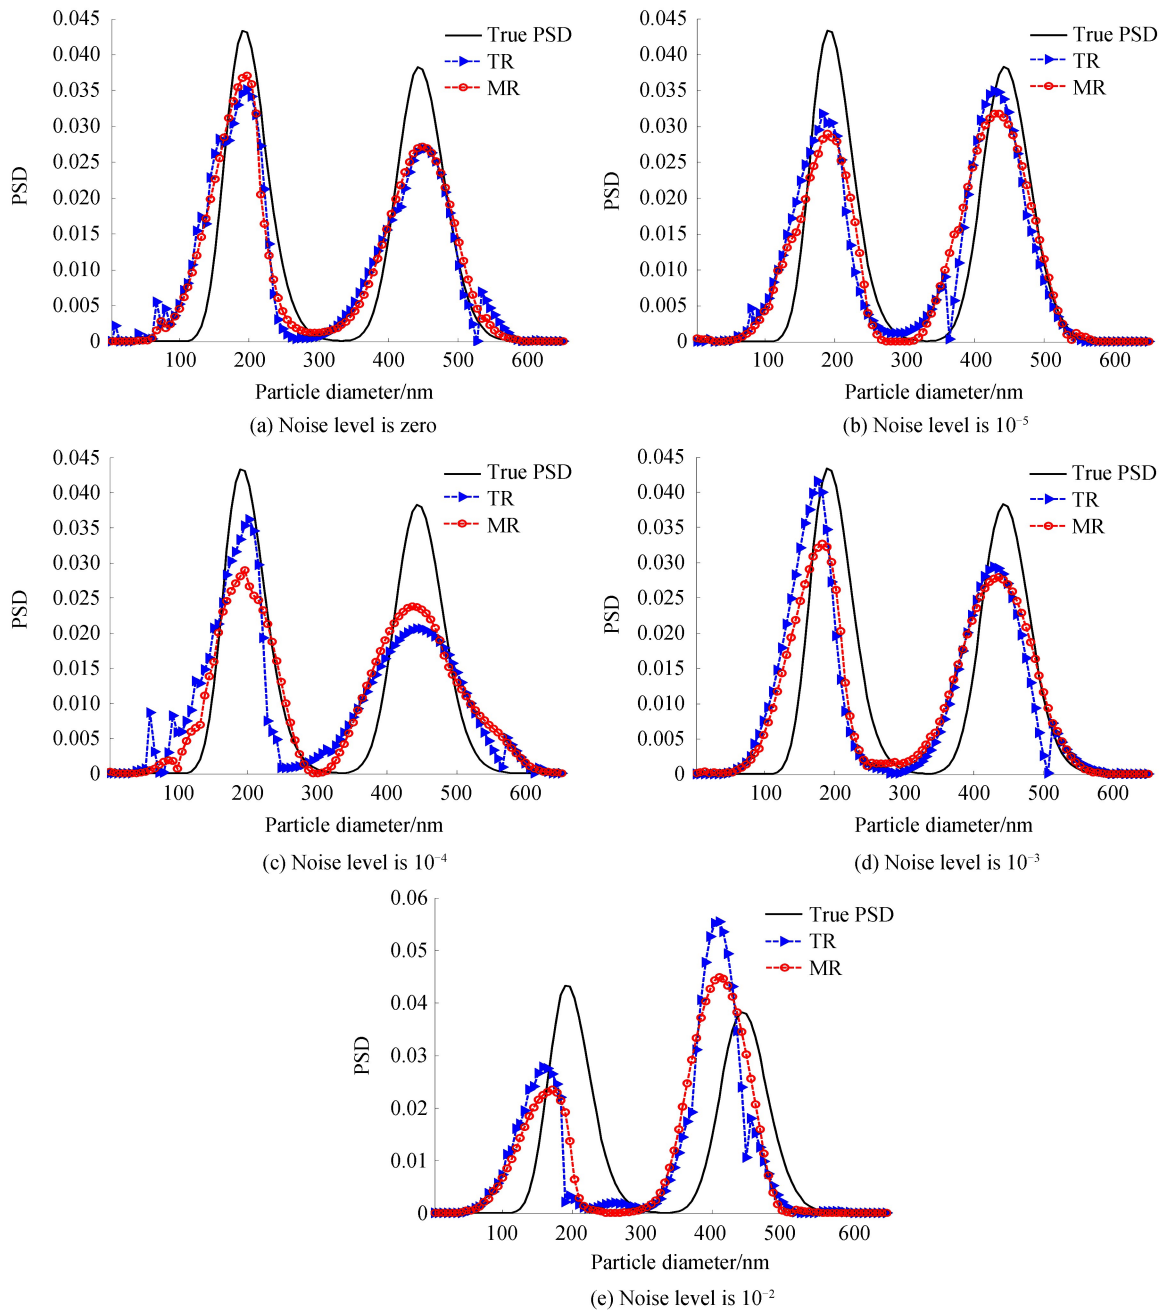 0.045
0.040
0.035
0.030
0.025
0.020
0.015
0.010
0.005
0
PSD
True PSD
TR
MR
100 200 300 400 500 600
Particle diameter/nm
(a) Noise level is zero
0.045
0.040
0.035
0.030
0.025
0.020
0.015
0.010
0.005
0
PSD
True PSD
TR
MR
100 200 300 400 500 600
Particle diameter/nm
(b) Noise level is 10⁻⁵
0.045
0.040
0.035
0.030
0.025
0.020
0.015
0.010
0.005
0
PSD
True PSD
TR
MR
100 200 300 400 500 600
Particle diameter/nm
(c) Noise level is 10⁻⁴
0.045
0.040
0.035
0.030
0.025
0.020
0.015
0.010
0.005
0
PSD
True PSD
TR
MR
100 200 300 400 500 600
Particle diameter/nm
(d) Noise level is 10⁻³
0.06
0.05
0.04
0.03
0.02
0.01
0
PSD
True PSD
TR
MR
100 200 300 400 500 600
Particle diameter/nm
(e) Noise level is 10⁻²